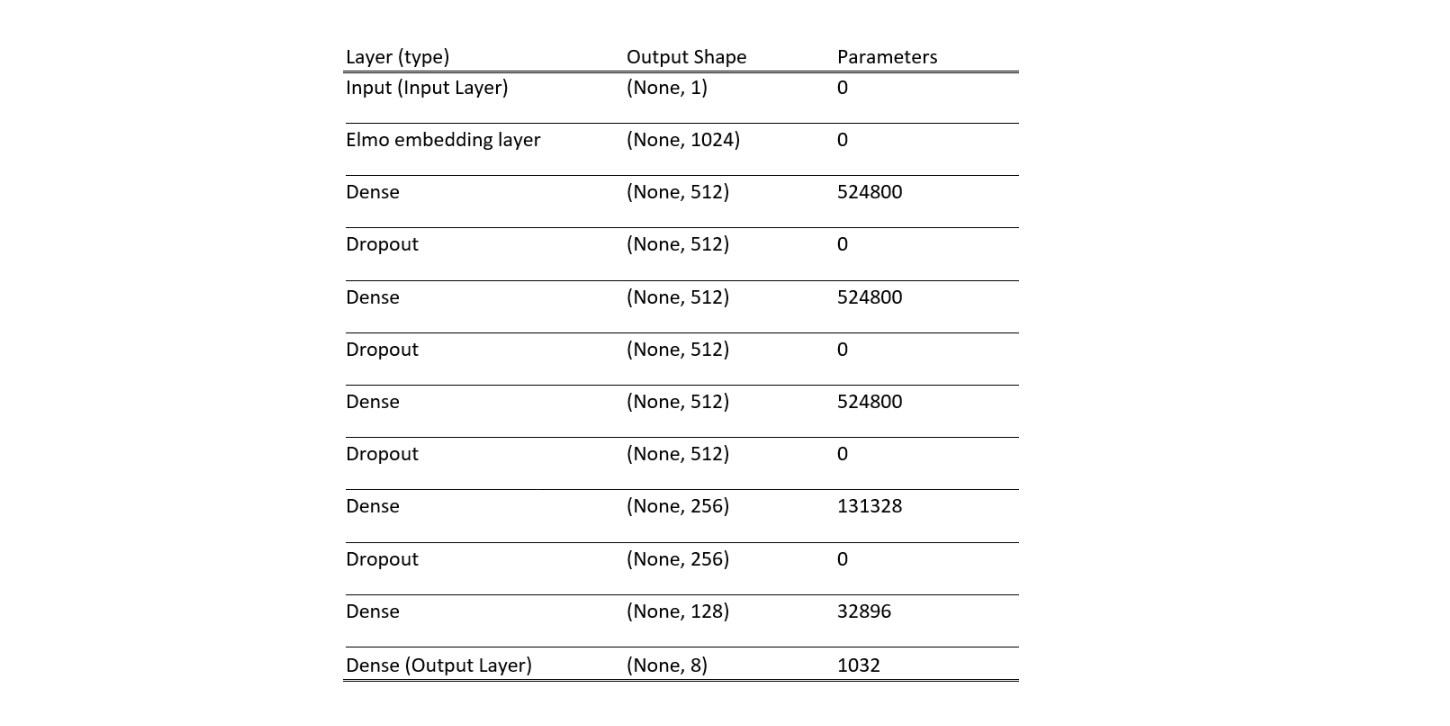 Layer (type) Output Shape Parameters
Input (Input Layer) (None, 1) 0
Elmo embedding layer (None, 1024) 0
Dense (None, 512) 524800
Dropout (None, 512) 0
Dense (None, 512) 524800
Dropout (None, 512) 0
Dense (None, 512) 524800
Dropout (None, 512) 0
Dense (None, 256) 131328
Dropout (None, 256) 0
Dense (None, 128) 32896
Dense (Output Layer) (None, 8) 1032